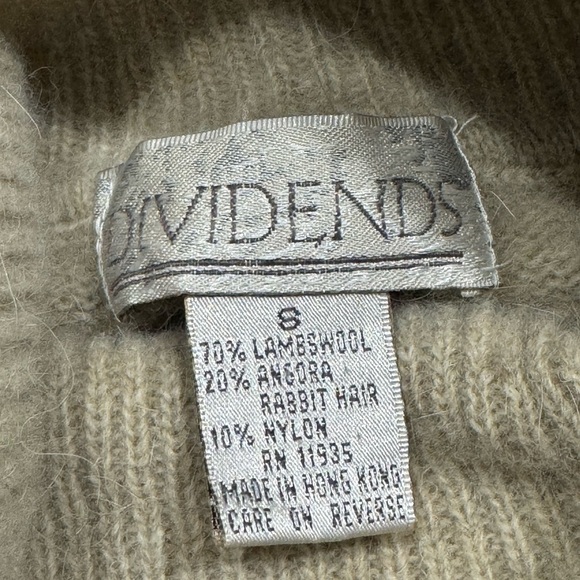 DIVIDENDS
S
70% LAMBSWOOL
20% ANGORA
RABBIT HAIR
10% NYLON
RN 11935
MADE IN HONG KONG
CARE ON REVERSE